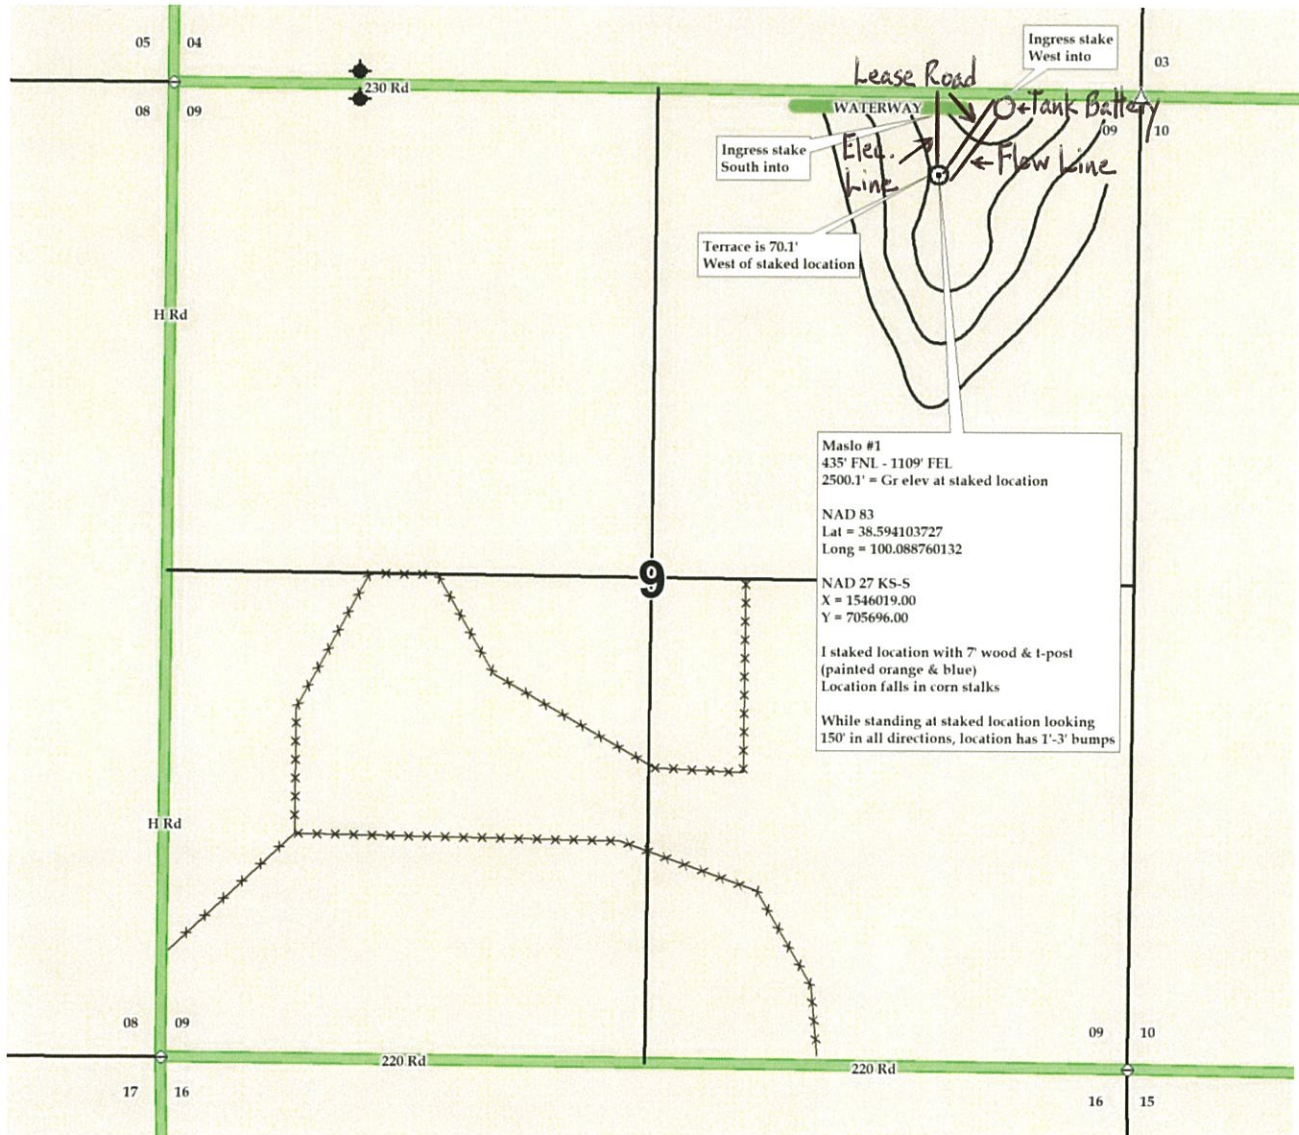 05 04
03
Ingress stake
West into
Lease Road
230 Rd
WATERWAY
←Tank Battery
08 09
09 10
Ingress stake
South into
Elec.
Line
← Flow Line
Terrace is 70.1'
West of staked location
H Rd
Maslo #1
435' FNL - 1109' FEL
2500.1' = Gr elev at staked location
NAD 83
Lat = 38.594103727
Long = 100.088760132
NAD 27 KS-S
X = 1546019.00
Y = 705696.00
I staked location with 7' wood & t-post
(painted orange & blue)
Location falls in corn stalks
While standing at staked location looking
150' in all directions, location has 1'-3' bumps
9
H Rd
08 09
09 10
220 Rd
220 Rd
17 16
16 15